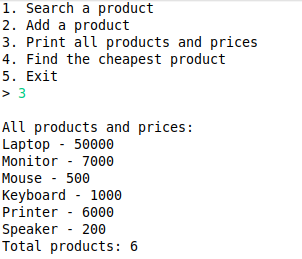 1. Search a product
2. Add a product
3. Print all products and prices
4. Find the cheapest product
5. Exit
> 3

All products and prices:
Laptop - 50000
Monitor - 7000
Mouse - 500
Keyboard - 1000
Printer - 6000
Speaker - 200
Total products: 6